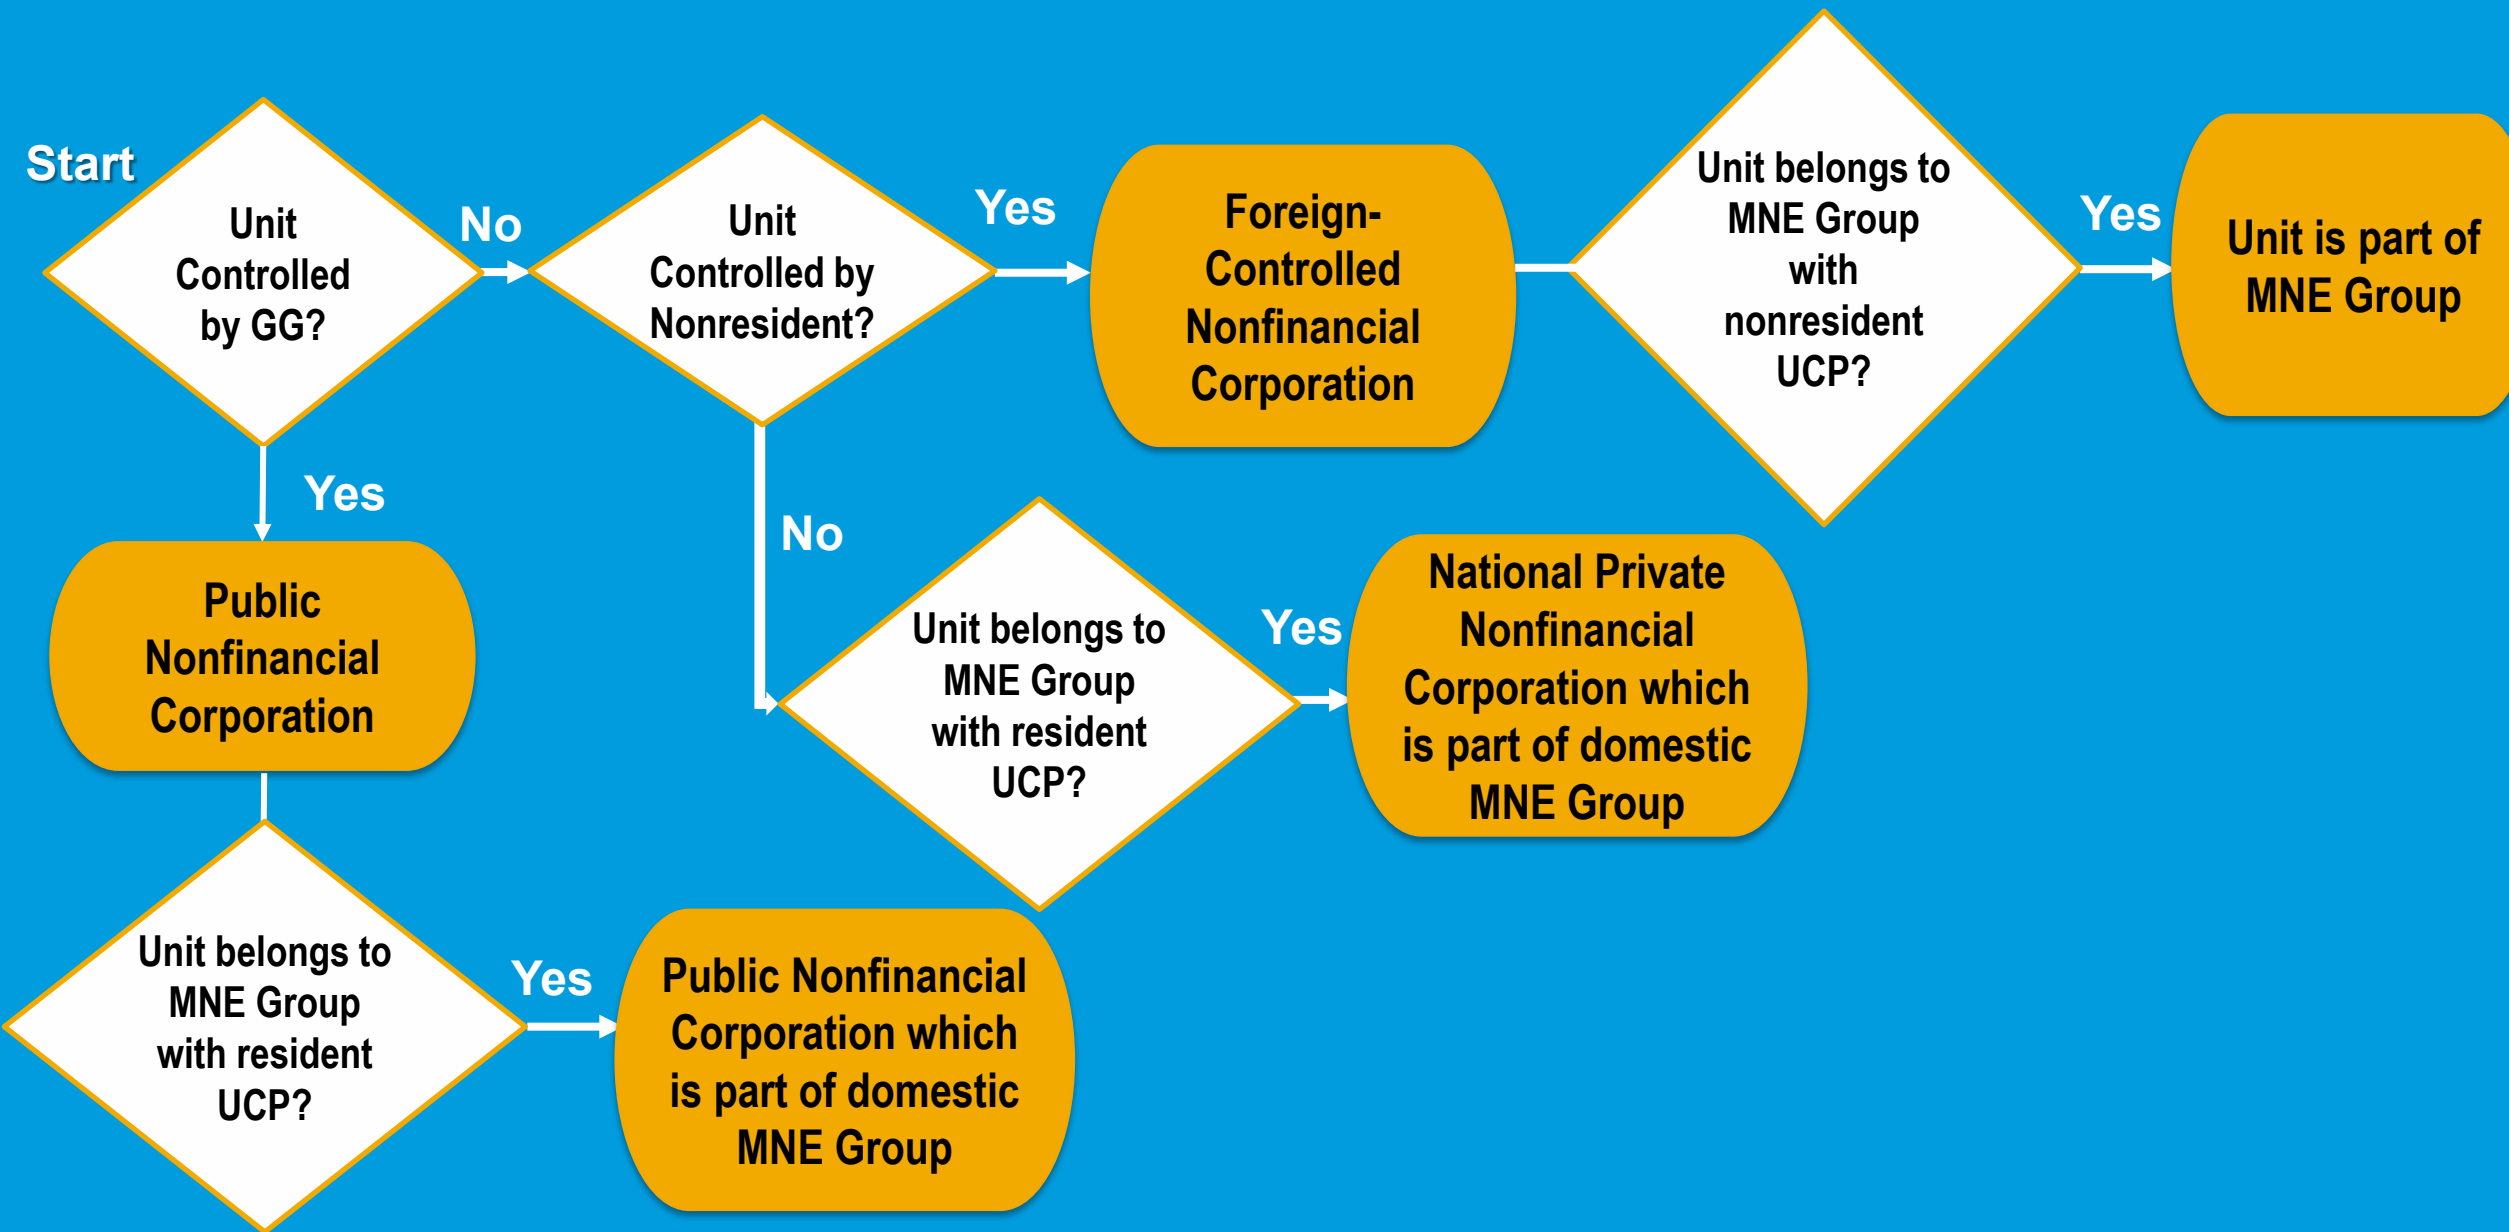 Start
Unit
Controlled
by GG?
No
Unit
Controlled by
Nonresident?
Yes
Foreign-
Controlled
Nonfinancial
Corporation
Unit belongs to
MNE Group
with
nonresident
UCP?
Yes
Unit is part of
MNE Group
Yes
No
Public
Nonfinancial
Corporation
Unit belongs to
MNE Group
with resident
UCP?
Yes
National Private
Nonfinancial
Corporation which
is part of domestic
MNE Group
Unit belongs to
MNE Group
with resident
UCP?
Yes
Public Nonfinancial
Corporation which
is part of domestic
MNE Group